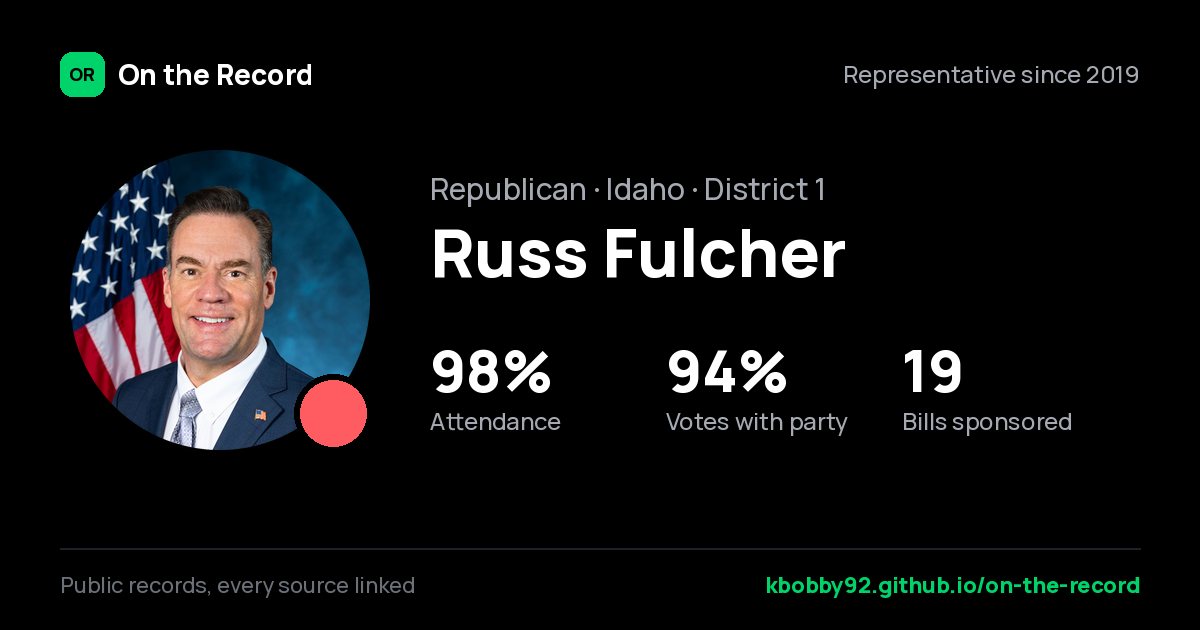 OR On the Record
Representative since 2019
Republican · Idaho · District 1
Russ Fulcher
98% 94% 19
Attendance Votes with party Bills sponsored
Public records, every source linked
kbobby92.github.io/on-the-record